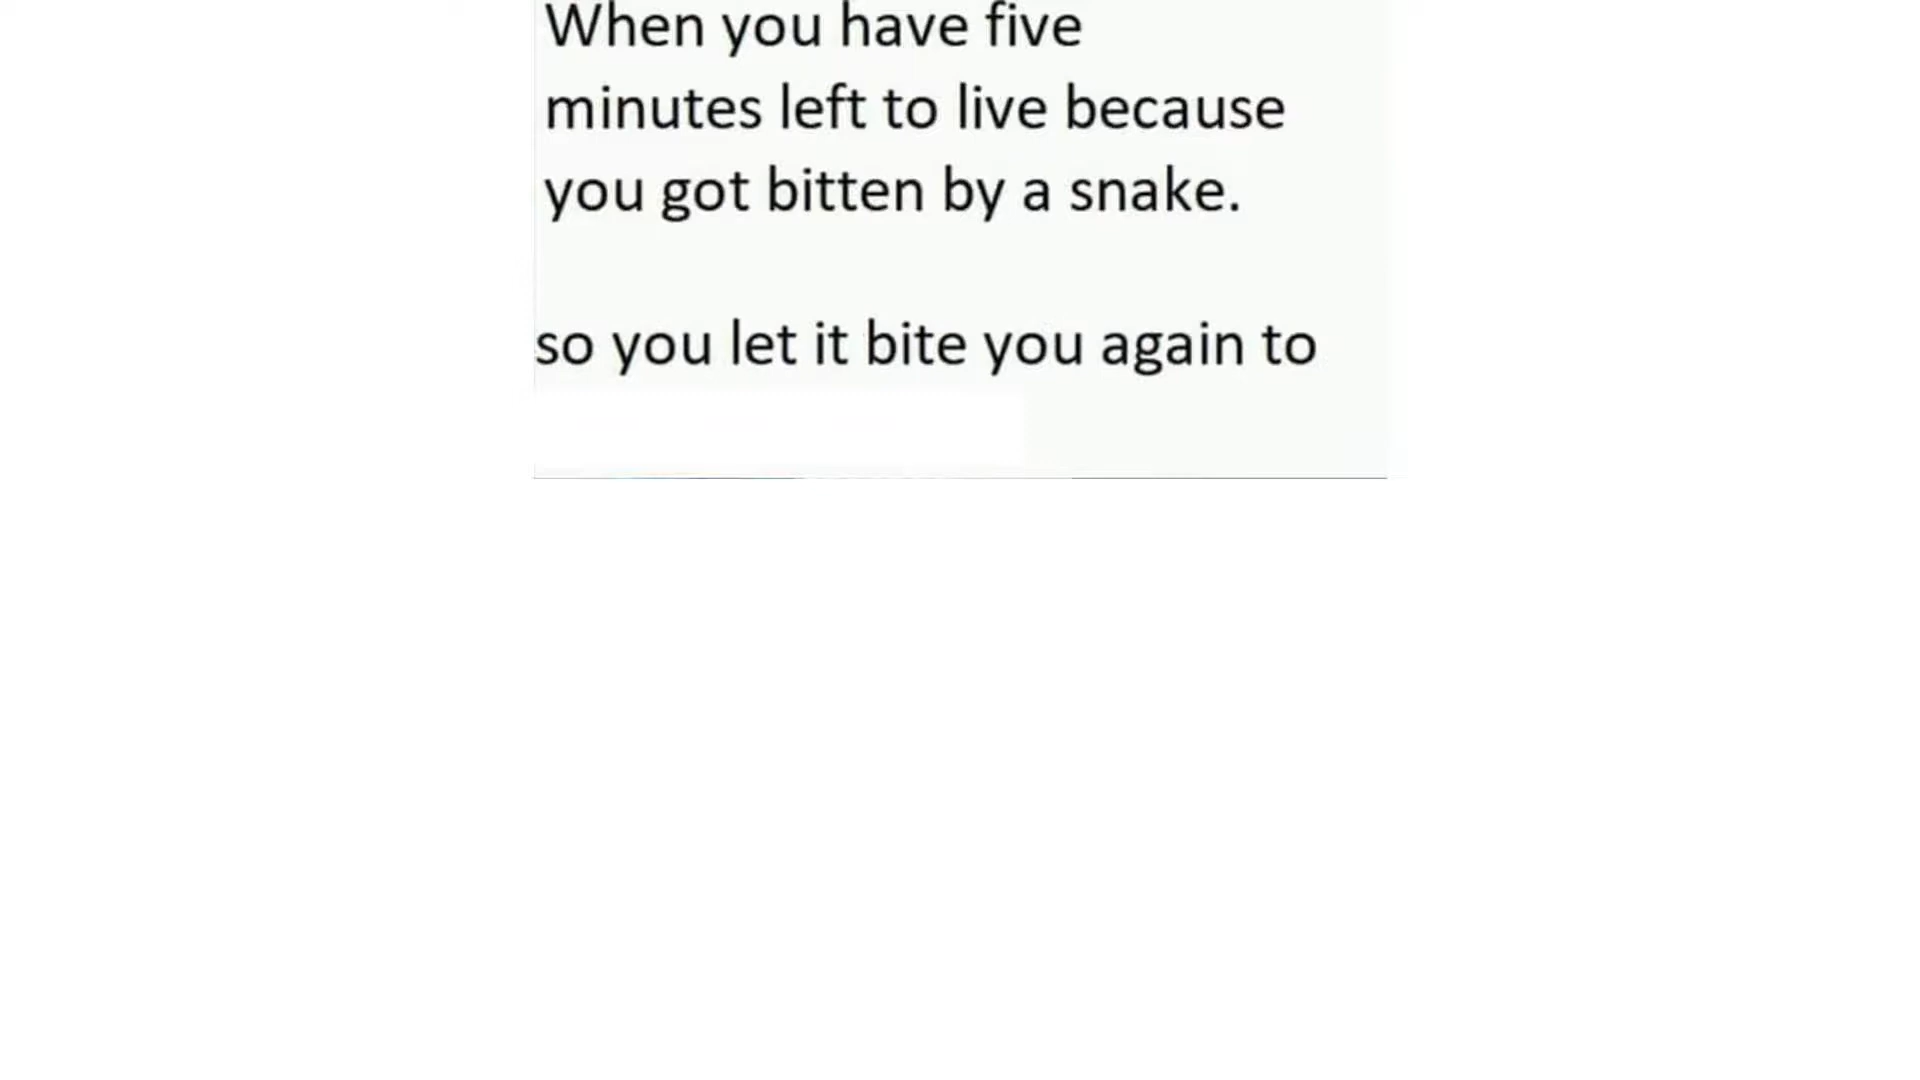 When you have five
minutes left to live because
you got bitten by a snake.
so you let it bite you again to